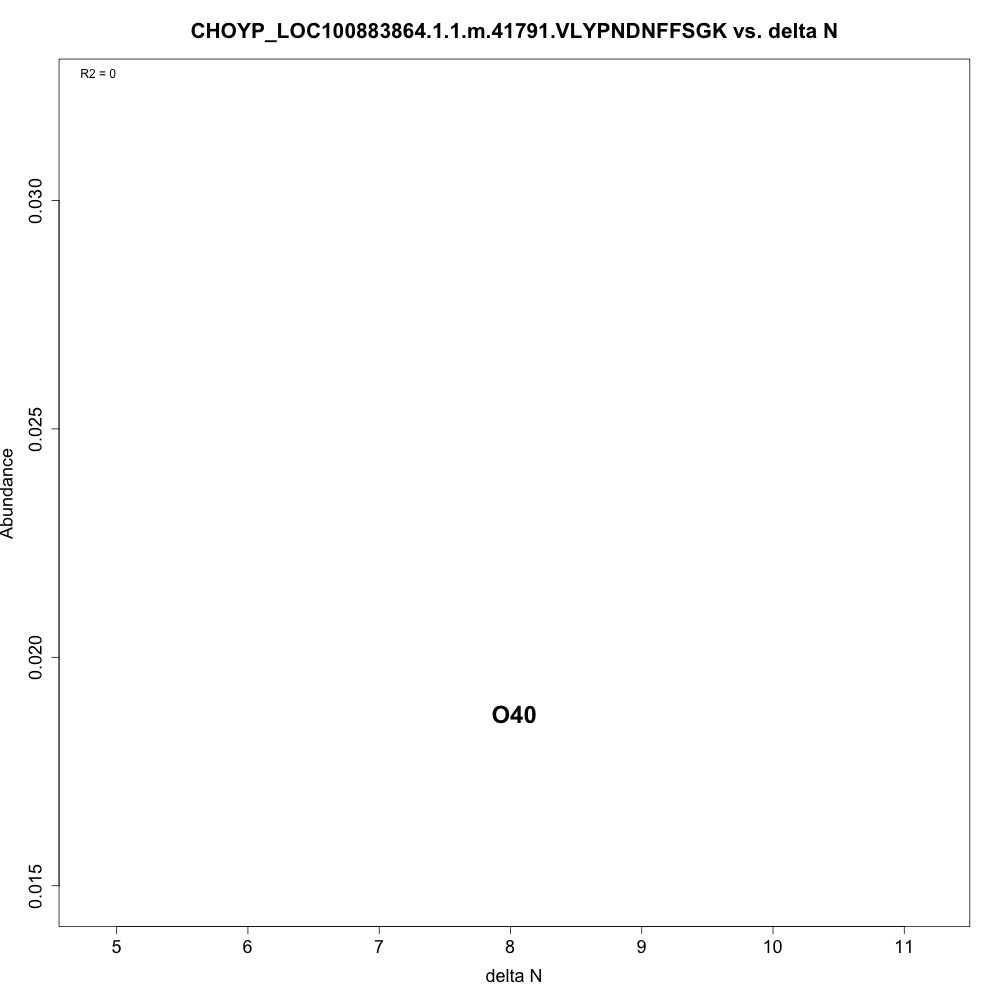 CHOYP_LOC100883864.1.1.m.41791.VLYPNDNFFSGK vs. delta N
R2 = 0
0.030
0.025
Abundance
0.020
O40
0.015
5 6 7 8 9 10 11
delta N